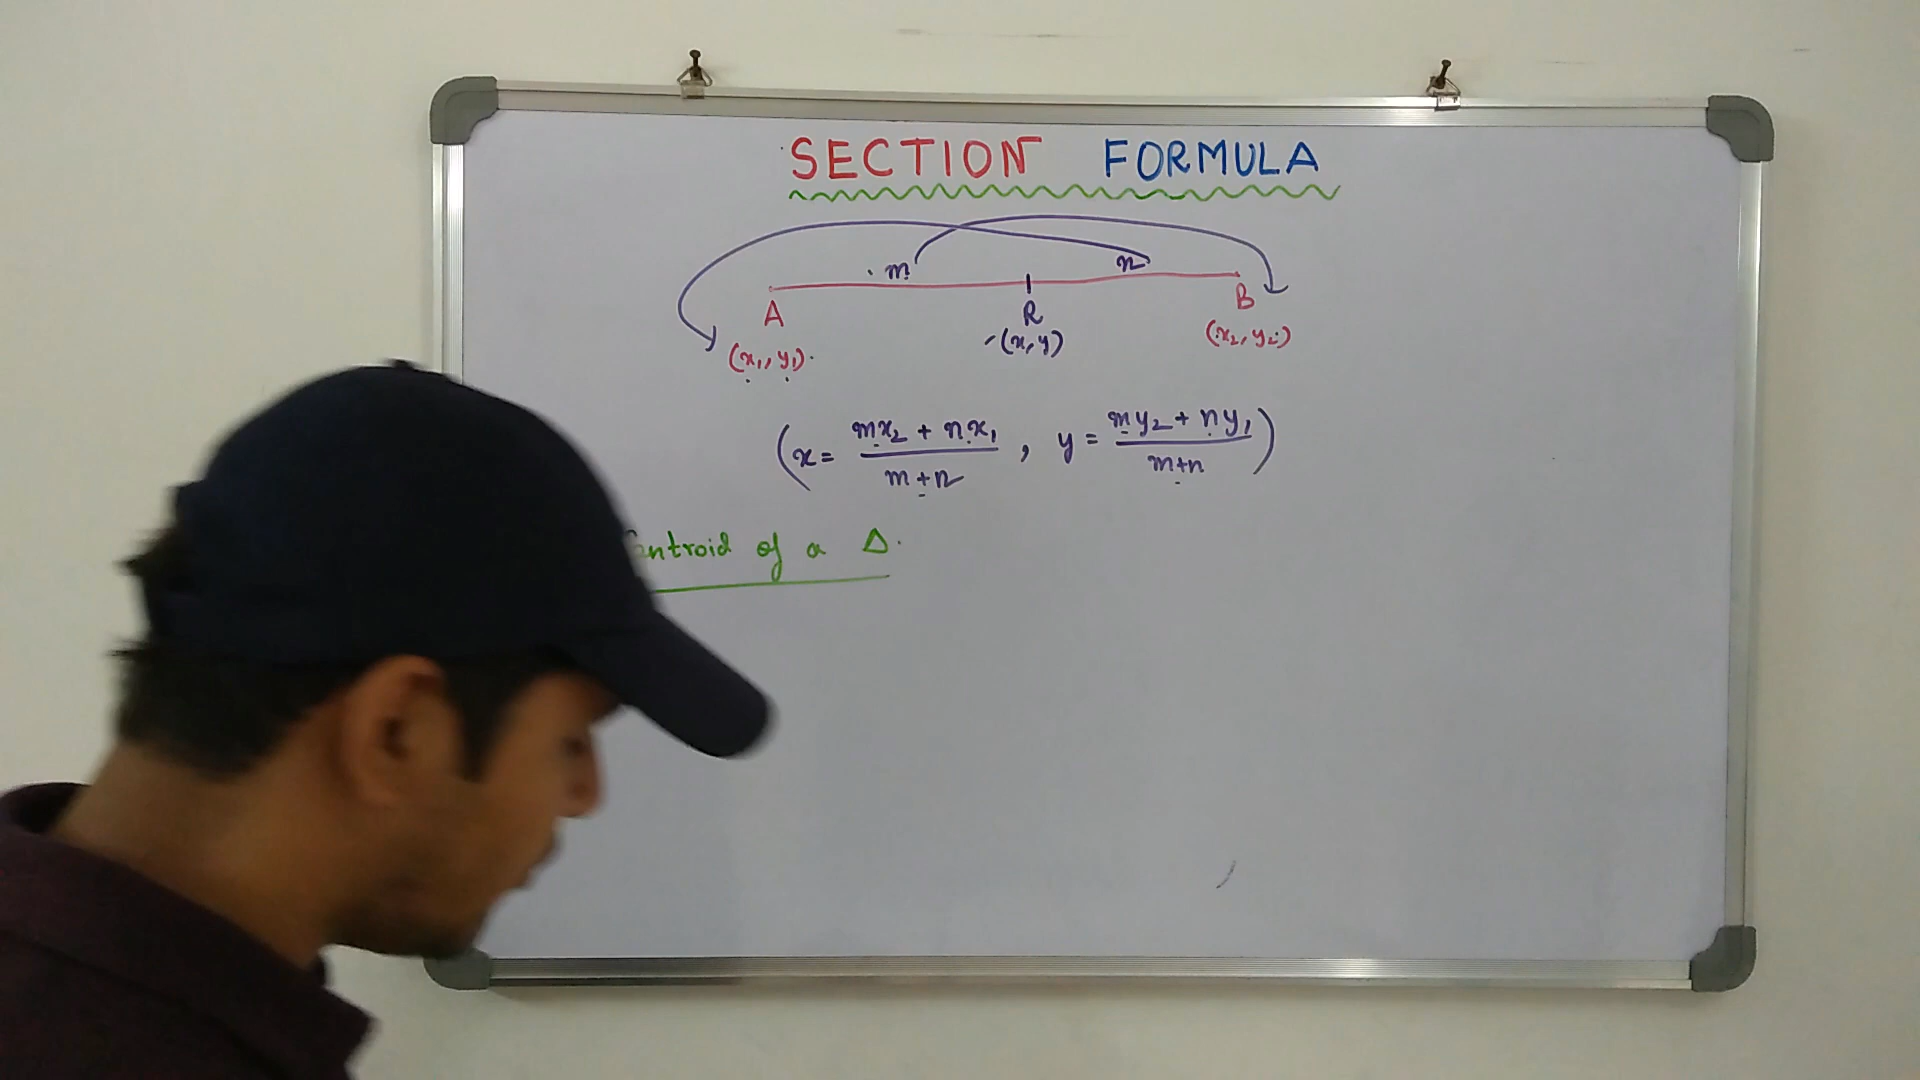 SECTION FORMULA
m n
A R B
(x₁, y₁) (x, y) (x₂, y₂)
(x = mx₂ + nx₁ / m+n , y = my₂ + ny₁ / m+n)
entroid of a Δ.